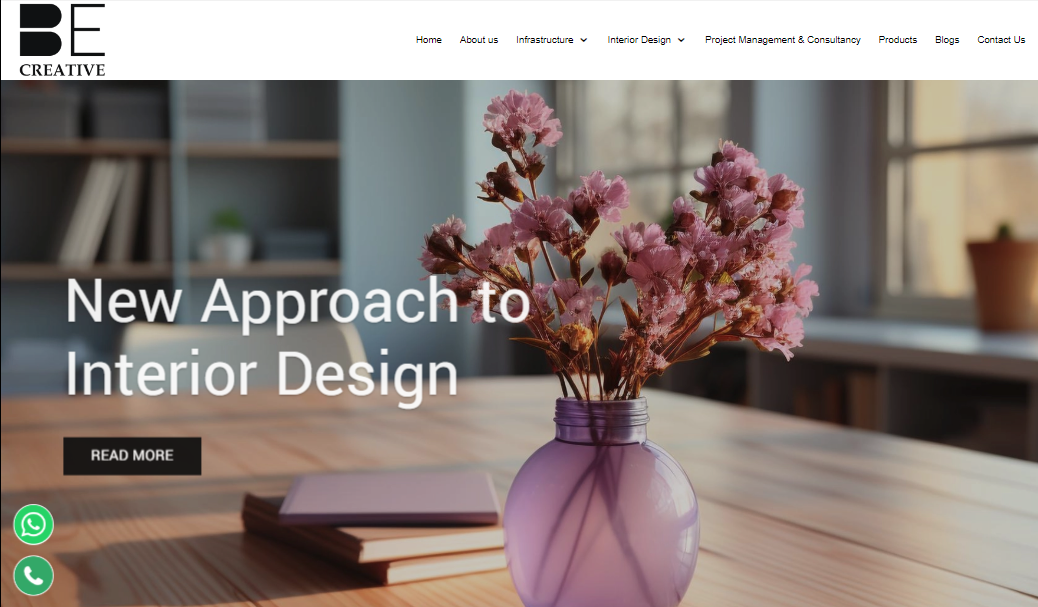 BE
CREATIVE
Home About us Infrastructure Interior Design Project Management & Consultancy Products Blogs Contact Us
New Approach to
Interior Design
READ MORE